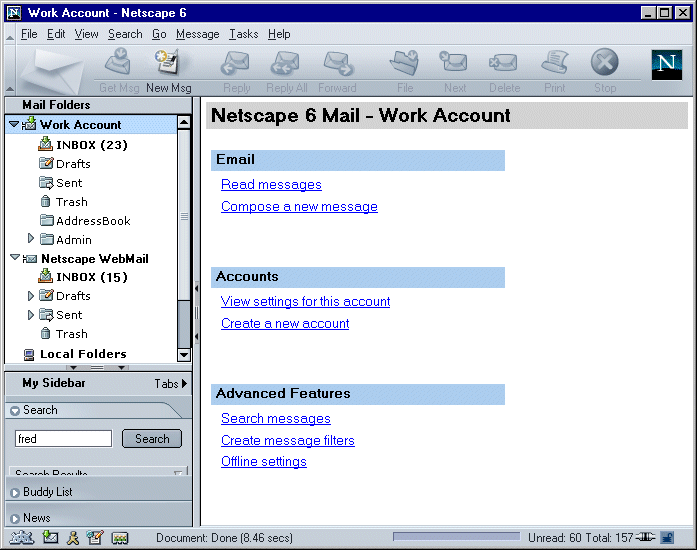 Work Account - Netscape 6
File Edit View Search Go Message Tasks Help
Get Msg New Msg Reply Reply All Forward File Next Delete Print Stop
N
Mail Folders
Work Account
INBOX (23)
Drafts
Sent
Trash
AddressBook
Admin
Netscape WebMail
INBOX (15)
Drafts
Sent
Trash
Local Folders
My Sidebar Tabs
Search
fred Search
Search Results
Buddy List
News
Netscape 6 Mail - Work Account
Email
Read messages
Compose a new message
Accounts
View settings for this account
Create a new account
Advanced Features
Search messages
Create message filters
Offline settings
Document: Done (8.46 secs) Unread: 60 Total: 157